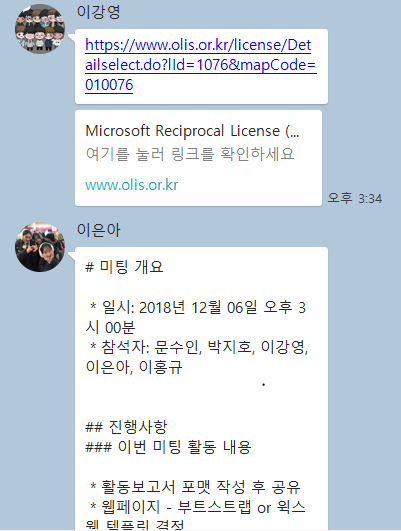 이강영
https://www.olis.or.kr/license/De
tailselect.do?lId=1076&mapCode=
010076
Microsoft Reciprocal License (...
여기를 눌러 링크를 확인하세요
www.olis.or.kr
오후 3:34
이은아
# 미팅 개요
* 일시: 2018년 12월 06일 오후 3
시 00분
* 참석자: 문수인, 박지호, 이강영,
이은아, 이홍규
## 진행사항
### 이번 미팅 활동 내용
* 활동보고서 포맷 작성 후 공유
* 웹페이지 - 부트스트랩 or 윅스
웹 템플릿 결정